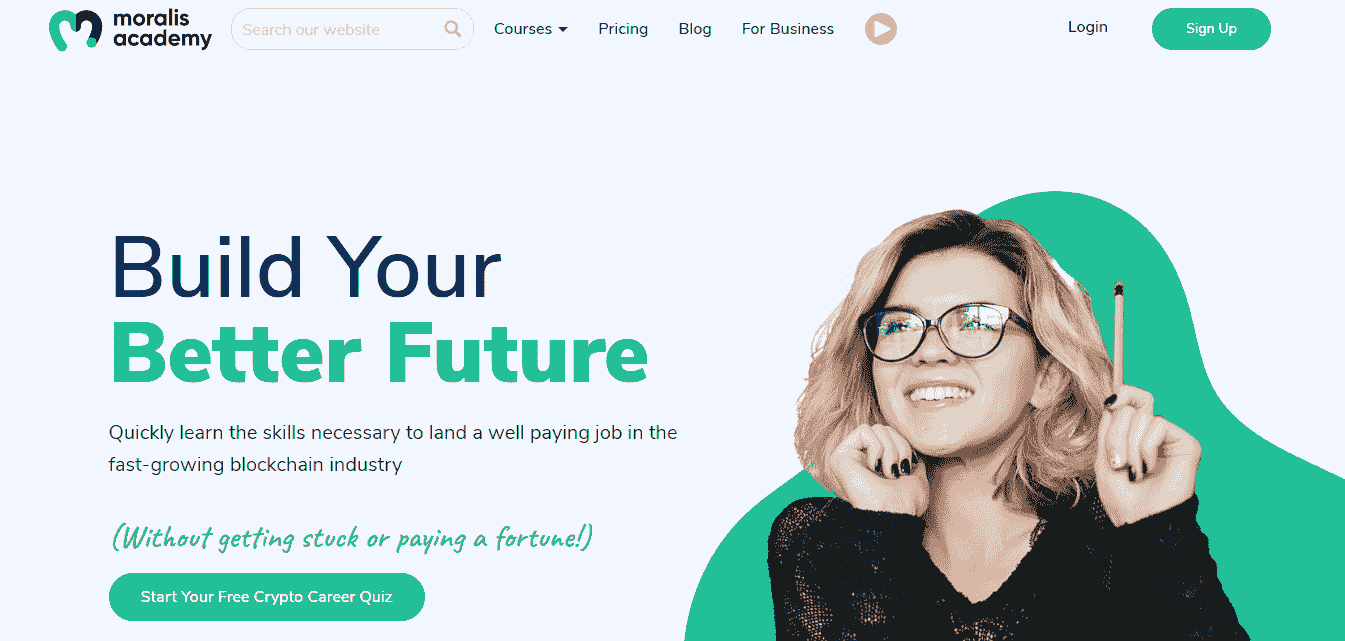 moralis
academy
Search our website
Courses
Pricing
Blog
For Business
Login
Sign Up
Build Your
Better Future
Quickly learn the skills necessary to land a well paying job in the
fast-growing blockchain industry
(Without getting stuck or paying a fortune!)
Start Your Free Crypto Career Quiz